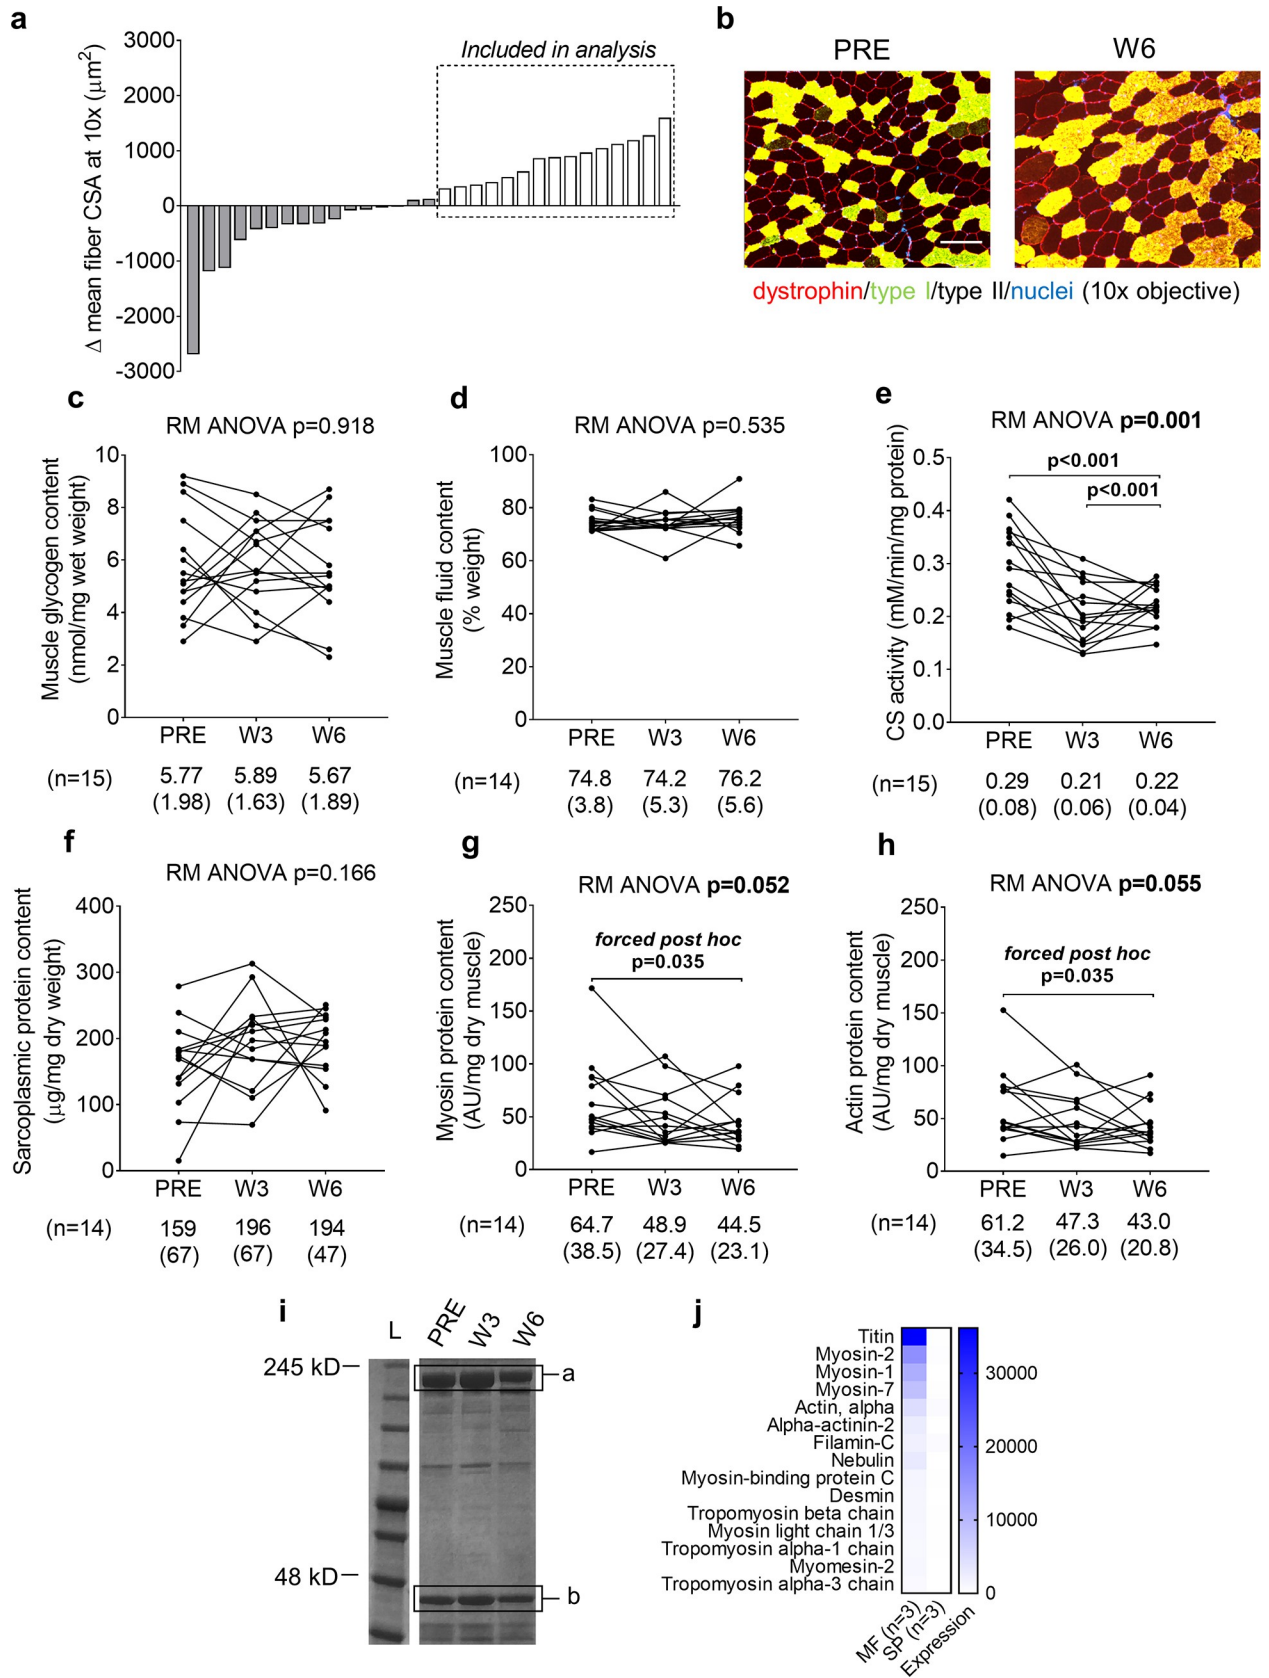 a
Δ mean fiber CSA at 10x (μm²)
3000
2000
1000
0
-1000
-2000
-3000
Included in analysis
b
PRE
W6
dystrophin/type I/type II/nuclei (10x objective)
c
RM ANOVA p=0.918
Muscle glycogen content
(nmol/mg wet weight)
10
8
6
4
2
0
PRE W3 W6
(n=15) 5.77 5.89 5.67
(1.98) (1.63) (1.89)
d
RM ANOVA p=0.535
Muscle fluid content
(% weight)
100
80
60
40
20
0
PRE W3 W6
(n=14) 74.8 74.2 76.2
(3.8) (5.3) (5.6)
e
RM ANOVA p=0.001
p<0.001
p<0.001
CS activity (mM/min/mg protein)
0.5
0.4
0.3
0.2
0.1
0.0
PRE W3 W6
(n=15) 0.29 0.21 0.22
(0.08) (0.06) (0.04)
f
RM ANOVA p=0.166
Sarcoplasmic protein content
(μg/mg dry weight)
400
300
200
100
0
PRE W3 W6
(n=14) 159 196 194
(67) (67) (47)
g
RM ANOVA p=0.052
forced post hoc
p=0.035
Myosin protein content
(AU/mg dry muscle)
250
200
150
100
50
0
PRE W3 W6
(n=14) 64.7 48.9 44.5
(38.5) (27.4) (23.1)
h
RM ANOVA p=0.055
forced post hoc
p=0.035
Actin protein content
(AU/mg dry muscle)
250
200
150
100
50
0
PRE W3 W6
(n=14) 61.2 47.3 43.0
(34.5) (26.0) (20.8)
i
L PRE W3 W6
245 kD
a
48 kD
b
j
Titin
Myosin-2
Myosin-1
Myosin-7
Actin, alpha
Alpha-actinin-2
Filamin-C
Nebulin
Myosin-binding protein C
Desmin
Tropomyosin beta chain
Myosin light chain 1/3
Tropomyosin alpha-1 chain
Myomesin-2
Tropomyosin alpha-3 chain
30000
20000
10000
0
MF (n=3)
SP (n=3)
Expression